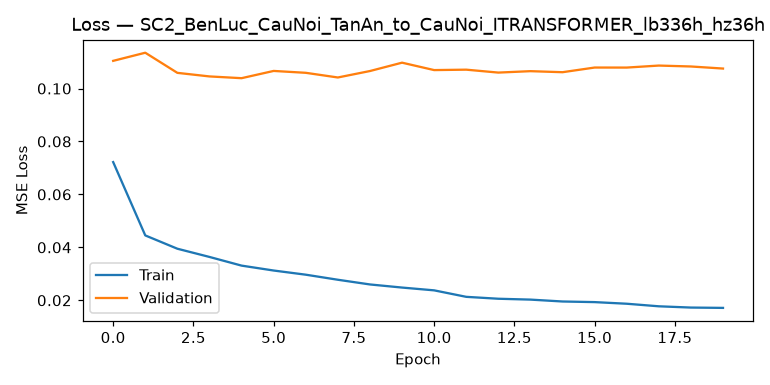 Loss — SC2_BenLuc_CauNoi_TanAn_to_CauNoi_ITRANSFORMER_lb336h_hz36h
0.10
0.08
0.06
0.04
0.02
MSE Loss
Train
Validation
0.0 2.5 5.0 7.5 10.0 12.5 15.0 17.5
Epoch